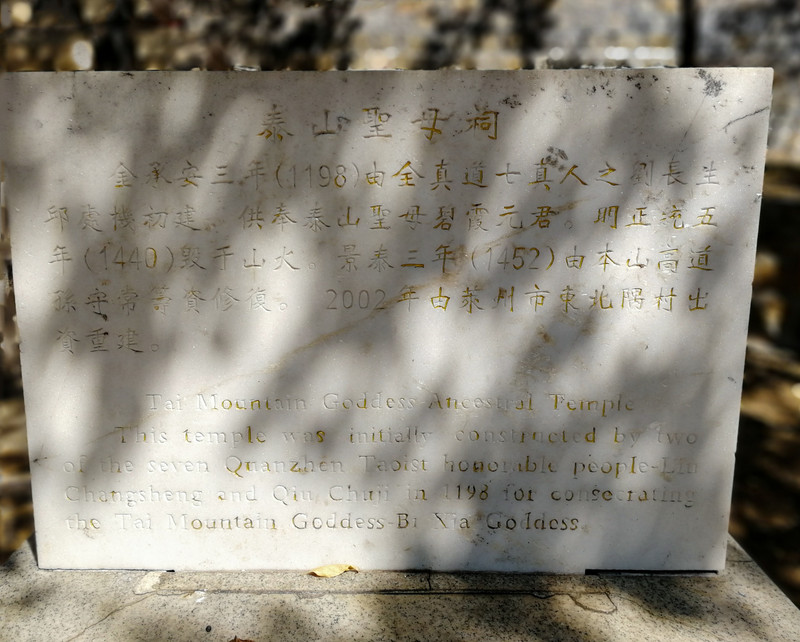 泰山聖母祠
金承安三年(1198)由全真道七真人之劉長生
邱處機初建。供奉泰山聖母碧霞元君。明正統五
年(1440)毀于山火。景泰三年(1452)由本山高道
孫守常籌資修復。 2002年由萊州市東北隅村出
資重建。
Tai Mountain Goddess Ancestral Temple
This temple was initially constructed by two
of the seven Quanzhen Taoist honorable people-Liu
Changsheng and Qiu Chuji in 1198 for consecrating
the Tai Mountain Goddess-Bi Xia Goddess.